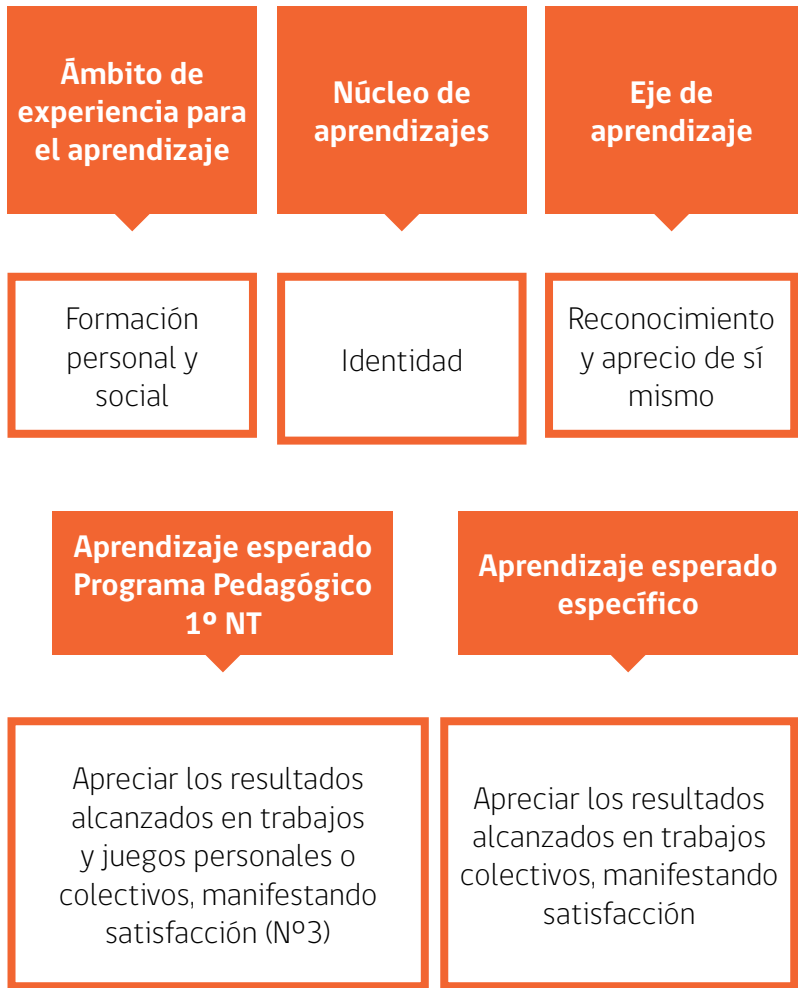 Ámbito de
experiencia para
el aprendizaje
Núcleo de
aprendizajes
Eje de
aprendizaje
Formación
personal y
social
Identidad
Reconocimiento
y aprecio de sí
mismo
Aprendizaje esperado
Programa Pedagógico
1º NT
Aprendizaje esperado
específico
Apreciar los resultados
alcanzados en trabajos
y juegos personales o
colectivos, manifestando
satisfacción (Nº3)
Apreciar los resultados
alcanzados en trabajos
colectivos, manifestando
satisfacción